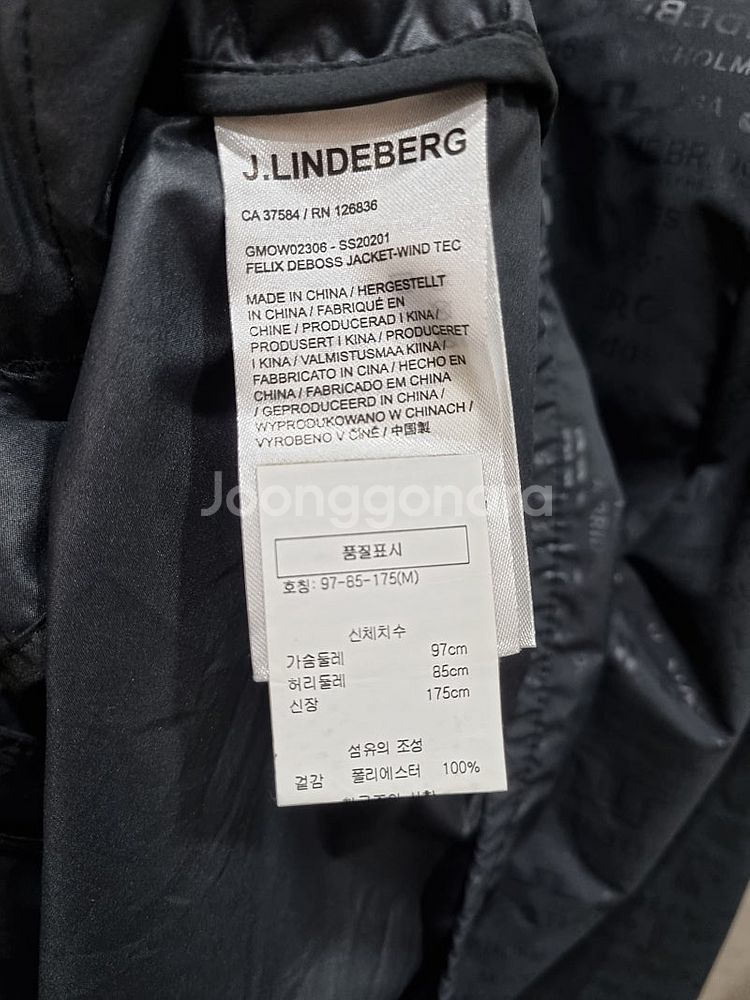 J.LINDEBERG
CA 37584 / RN 126836
GMOW02306 - SS20201
FELIX DEBOSS JACKET-WIND TEC
MADE IN CHINA / HERGESTELLT
IN CHINA / FABRIQUÉ EN
CHINE / PRODUCERAD I KINA /
PRODUSERT I KINA / PRODUCERET
I KINA / VALMISTUSMAA KIINA /
FABBRICATO IN CINA / HECHO EN
CHINA / FABRICADO EM CHINA
/ GEPRODUCEERD IN CHINA /
WYPRODUKOWANO W CHINACH /
VYROBENO V ČÍNĚ / 中国製
Joonggonara
품질표시
호칭: 97-85-175(M)
신체치수
가슴둘레 97cm
허리둘레 85cm
신장 175cm
섬유의 조성
겉감 폴리에스터 100%